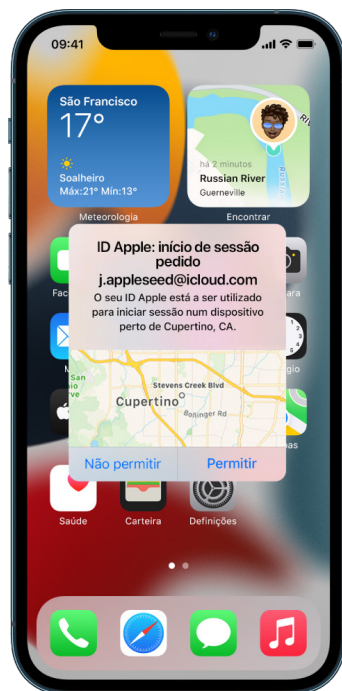 09:41
São Francisco
17°
Soalheiro
Máx:21° Mín:13°
Meteorologia
há 2 minutos
Russian River
Guerneville
Encontrar
ID Apple: início de sessão
pedido
j.appleseed@icloud.com
O seu ID Apple está a ser utilizado
para iniciar sessão num dispositivo
perto de Cupertino, CA.
Stevens Creek Blvd
Cupertino
Bollinger Rd
Não permitir
Permitir
Saúde
Carteira
Definições